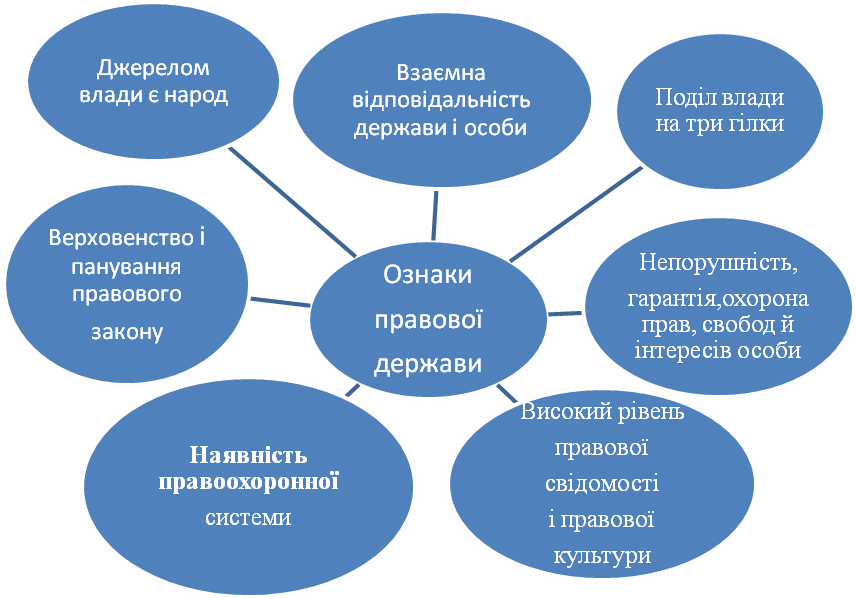 Джерелом
влади є народ
Взаємна
відповідальність
держави і особи
Поділ влади
на три гілки
Верховенство і
панування
правового
закону
Ознаки
правової
держави
Непорушність,
гарантія,охорона
прав, свобод й
інтересів особи
Наявність
правоохоронної
системи
Високий рівень
правової
свідомості
і правової
культури